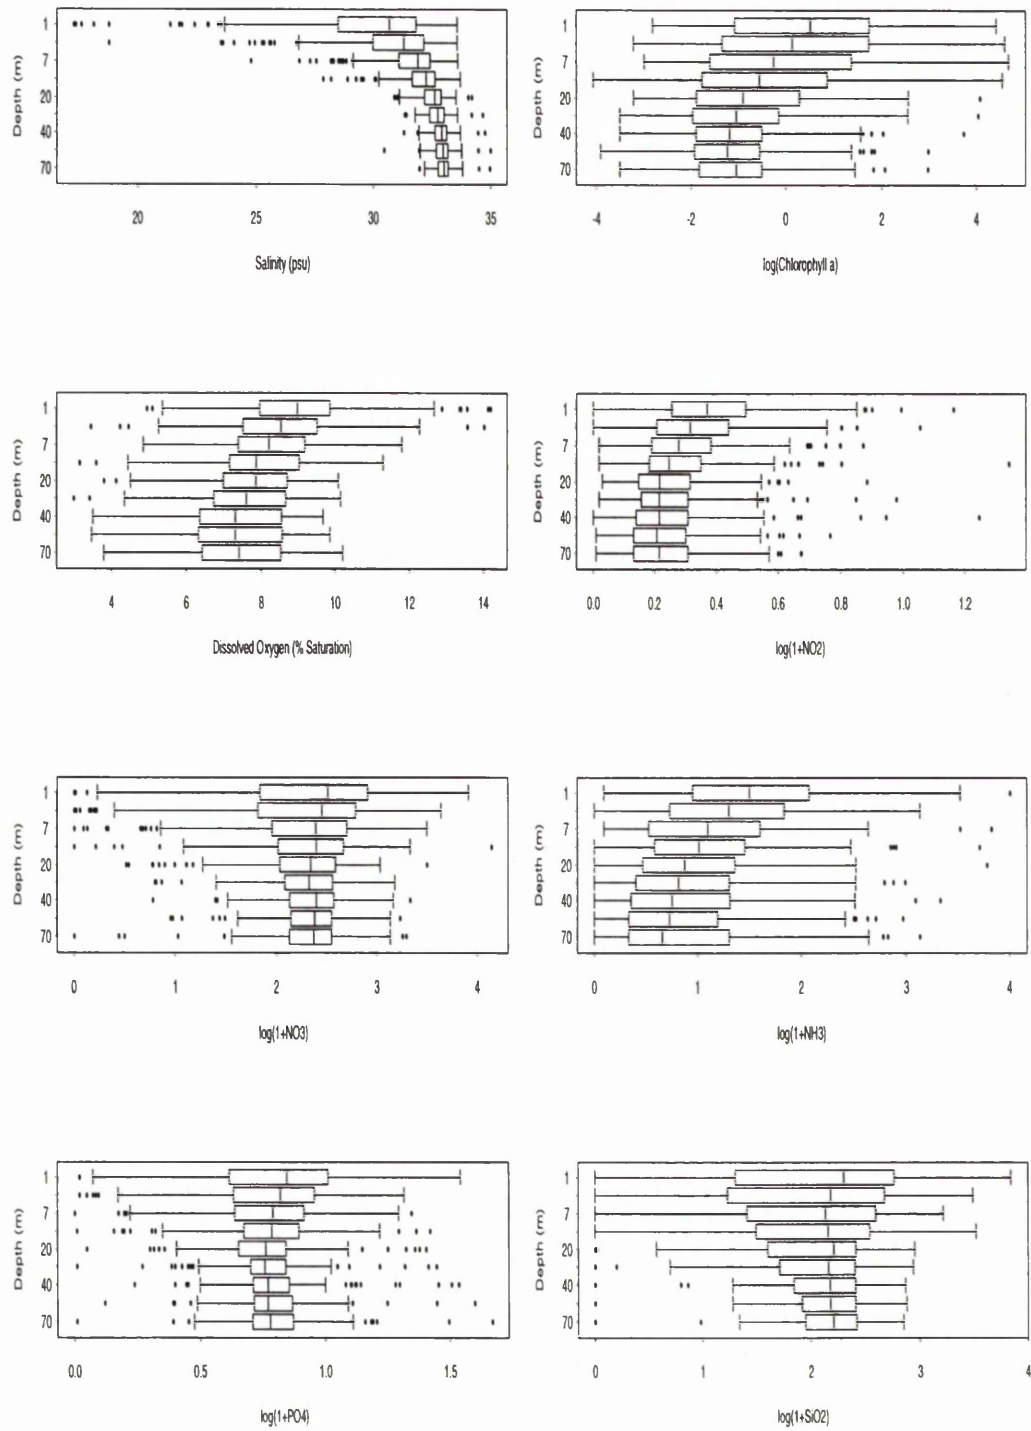 Depth (m)
1
7
20
40
70
20 25 30 35
Salinity (psu)
Depth (m)
1
7
20
40
70
-4 -2 0 2 4
log(Chlorophyll a)
Depth (m)
1
7
20
40
70
4 6 8 10 12 14
Dissolved Oxygen (% Saturation)
Depth (m)
1
7
20
40
70
0.0 0.2 0.4 0.6 0.8 1.0 1.2
log(1+NO2)
Depth (m)
1
7
20
40
70
0 1 2 3 4
log(1+NO3)
Depth (m)
1
7
20
40
70
0 1 2 3 4
log(1+NH3)
Depth (m)
1
7
20
40
70
0.0 0.5 1.0 1.5
log(1+PO4)
Depth (m)
1
7
20
40
70
0 1 2 3 4
log(1+SiO2)